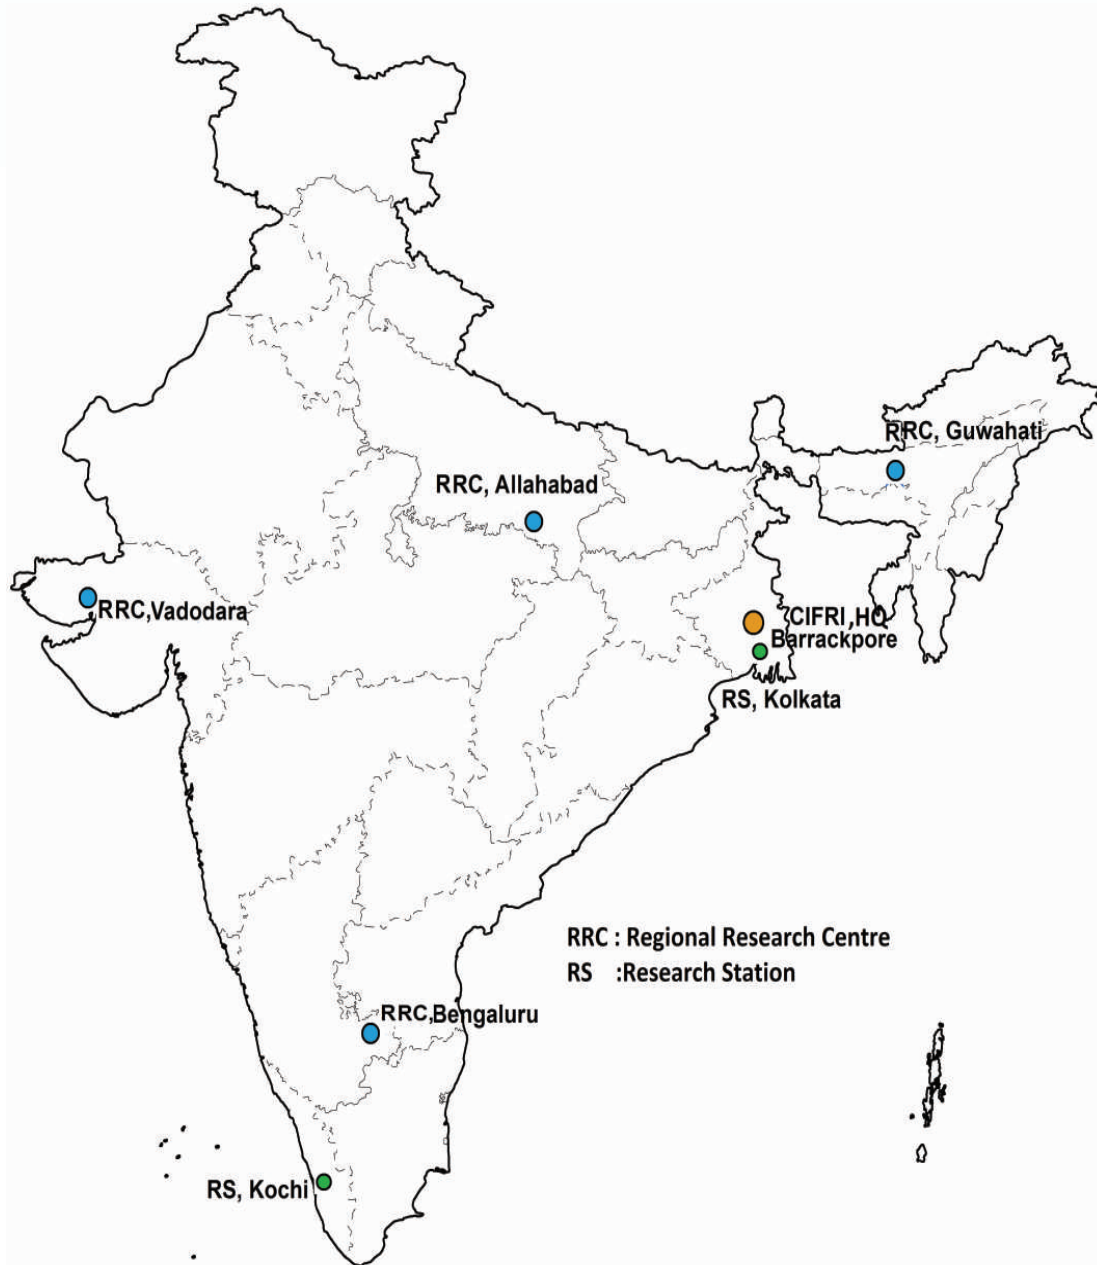 RRC, Guwahati
RRC, Allahabad
RRC,Vadodara
CIFRI,HQ
Barrackpore
RS, Kolkata
RRC : Regional Research Centre
RS :Research Station
RRC,Bengaluru
RS, Kochi